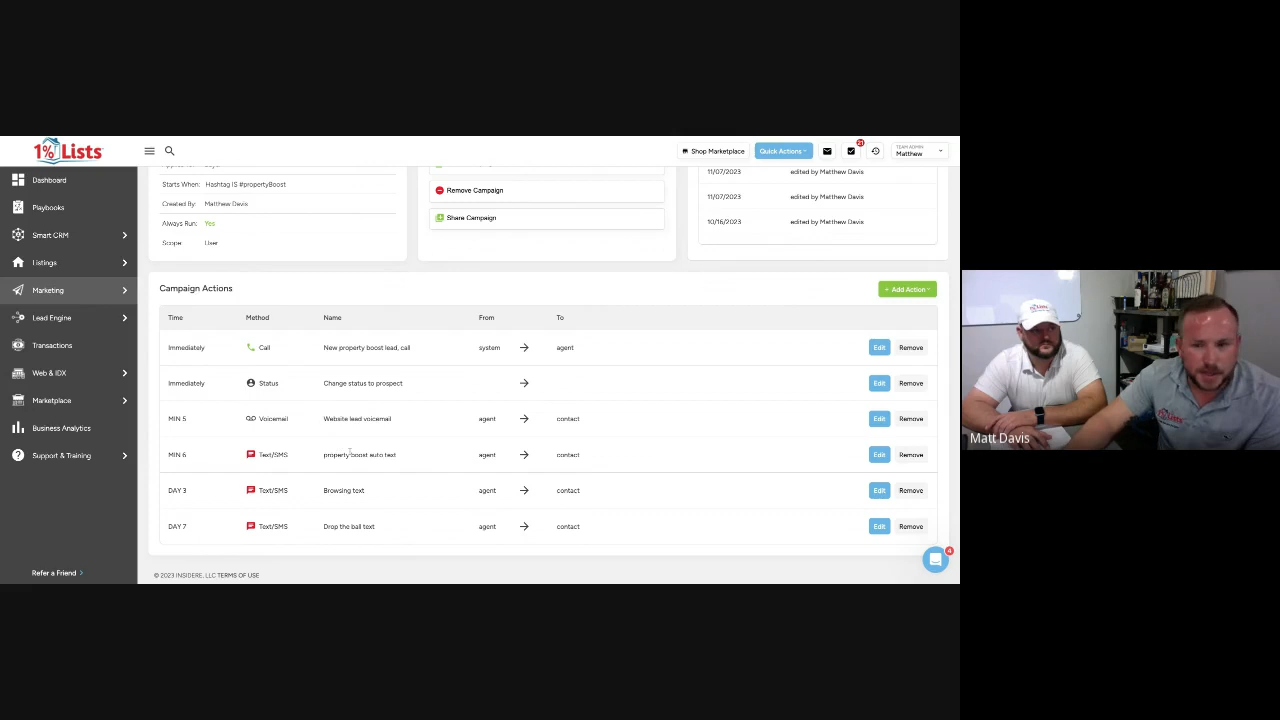 1% Lists
Shop Marketplace
Quick Actions
21
TEAM ADMIN
Matthew
Dashboard
Playbooks
Smart CRM
Listings
Marketing
Lead Engine
Transactions
Web & IDX
Marketplace
Business Analytics
Support & Training
Refer a Friend >
Starts When: Hashtag IS #propertyBoost
Created By: Matthew Davis
Always Run: Yes
Scope: User
Remove Campaign
Share Campaign
11/07/2023 edited by Matthew Davis
11/07/2023 edited by Matthew Davis
10/16/2023 edited by Matthew Davis
Campaign Actions
+ Add Action
Time Method Name From To
Immediately Call New property boost lead, call system → agent Edit Remove
Immediately Status Change status to prospect → Edit Remove
MIN 5 Voicemail Website lead voicemail agent → contact Edit Remove
MIN 6 Text/SMS propertyboost auto text agent → contact Edit Remove
DAY 3 Text/SMS Browsing text agent → contact Edit Remove
DAY 7 Text/SMS Drop the ball text agent → contact Edit Remove
4
© 2023 INSIDERE, LLC TERMS OF USE
Matt Davis